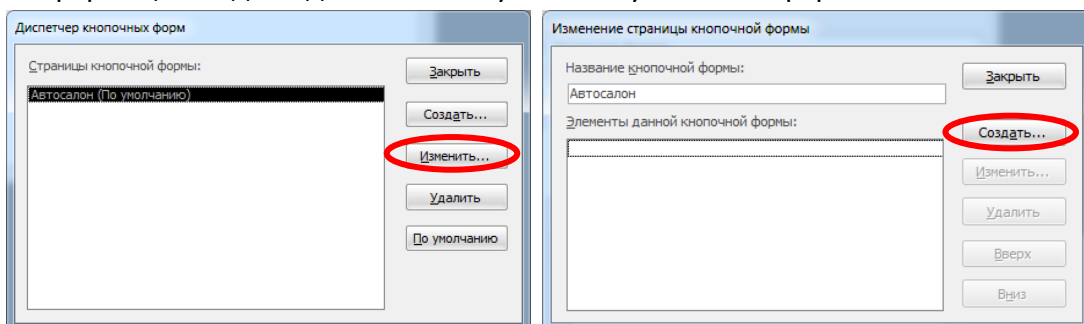 Диспетчер кнопочных форм
Страницы кнопочной формы:
Автосалон (По умолчанию)
Закрыть
Создать...
Изменить...
Удалить
По умолчанию
Изменение страницы кнопочной формы
Название кнопочной формы:
Автосалон
Элементы данной кнопочной формы:
Закрыть
Создать...
Изменить...
Удалить
Вверх
Вниз